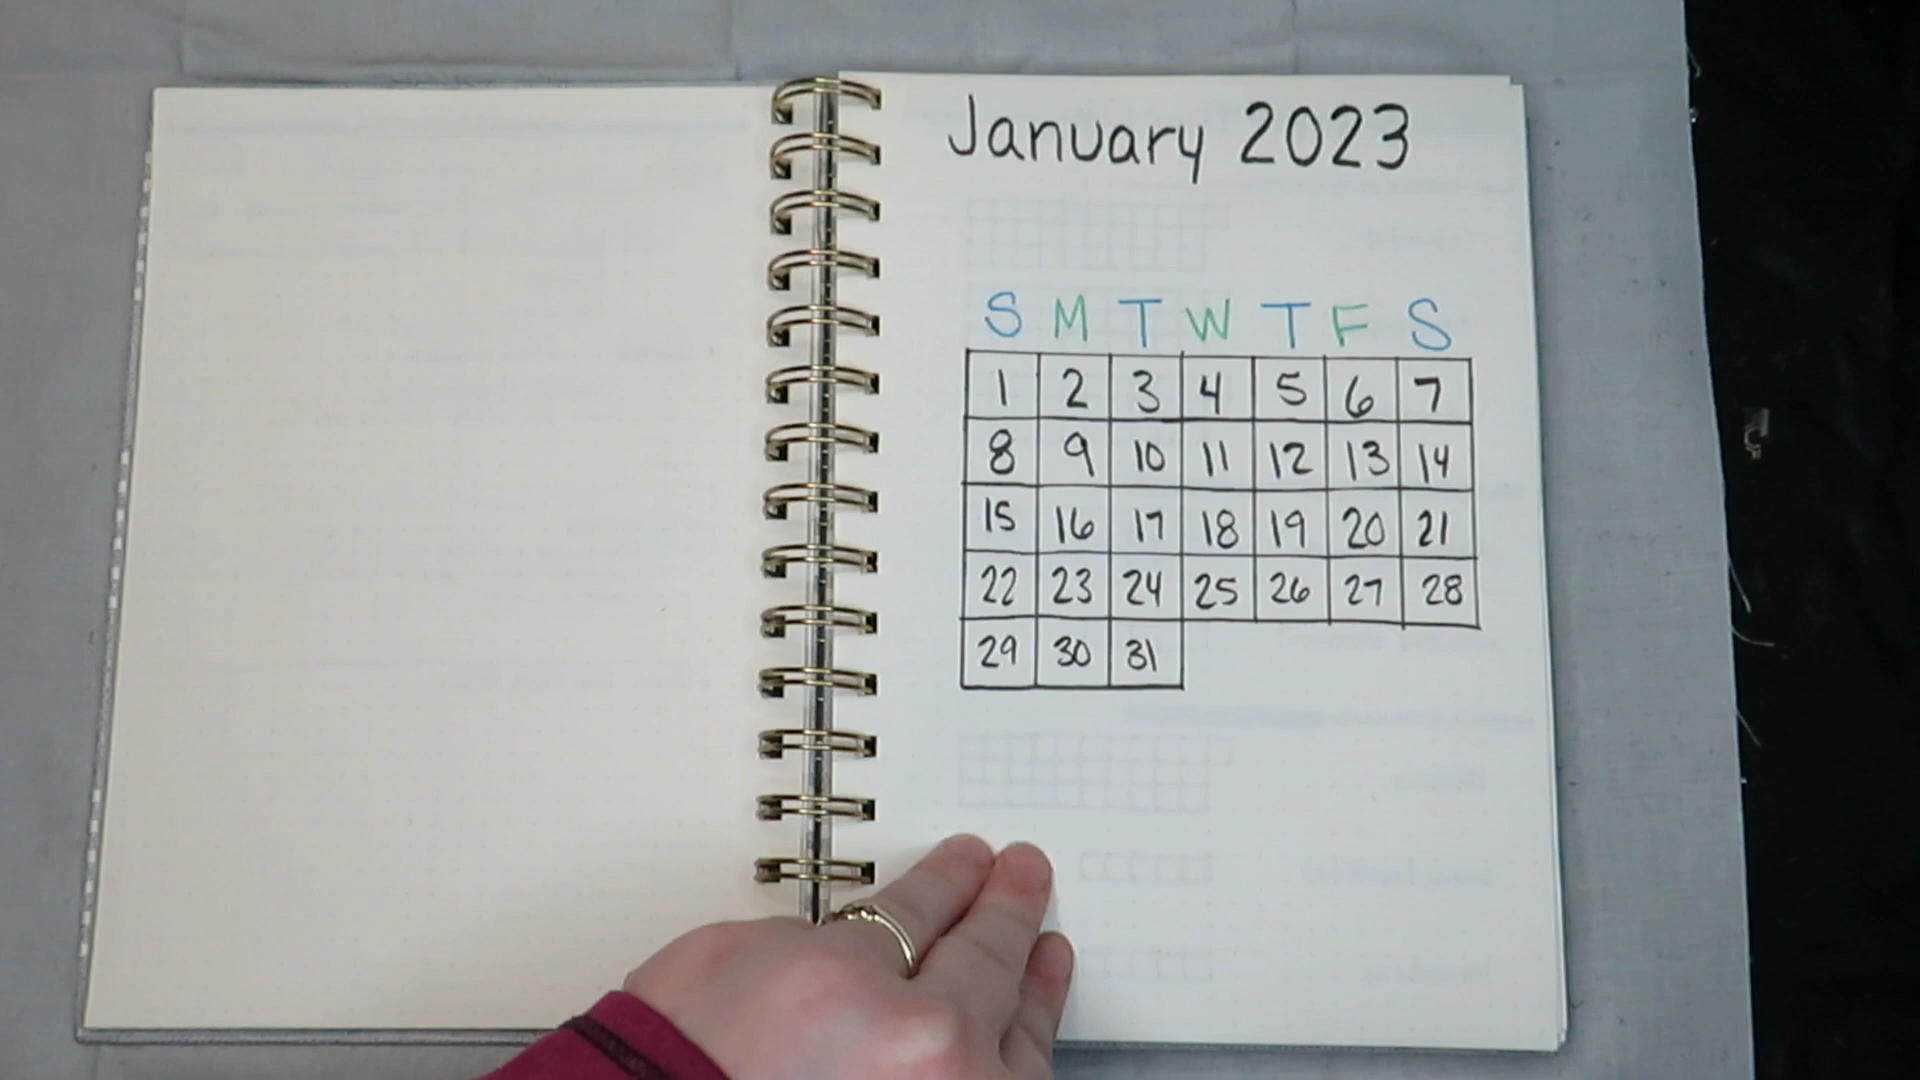 January 2023
S M T W T F S
1 2 3 4 5 6 7
8 9 10 11 12 13 14
15 16 17 18 19 20 21
22 23 24 25 26 27 28
29 30 31